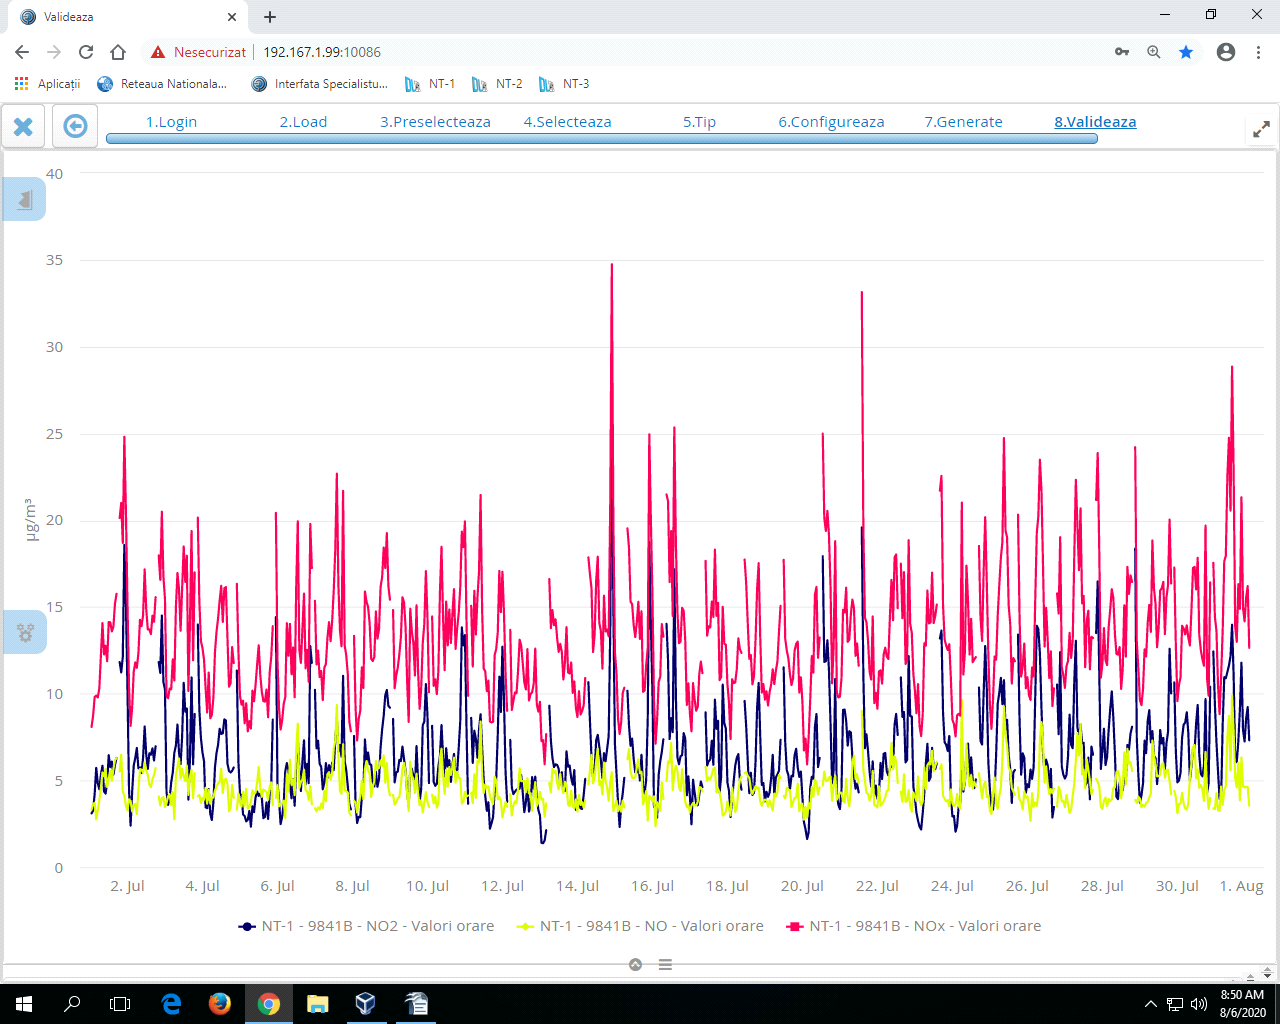 Valideaza
Nesecurizat 192.167.1.99:10086
Aplicații Reteaua Nationala... Interfata Specialistu... NT-1 NT-2 NT-3
1.Login 2.Load 3.Preselecteaza 4.Selecteaza 5.Tip 6.Configureaza 7.Generate 8.Valideaza
40
35
30
25
20
15
10
5
0
µg/m³
2. Jul 4. Jul 6. Jul 8. Jul 10. Jul 12. Jul 14. Jul 16. Jul 18. Jul 20. Jul 22. Jul 24. Jul 26. Jul 28. Jul 30. Jul 1. Aug
NT-1 - 9841B - NO2 - Valori orare NT-1 - 9841B - NO - Valori orare NT-1 - 9841B - NOx - Valori orare
8:50 AM
8/6/2020